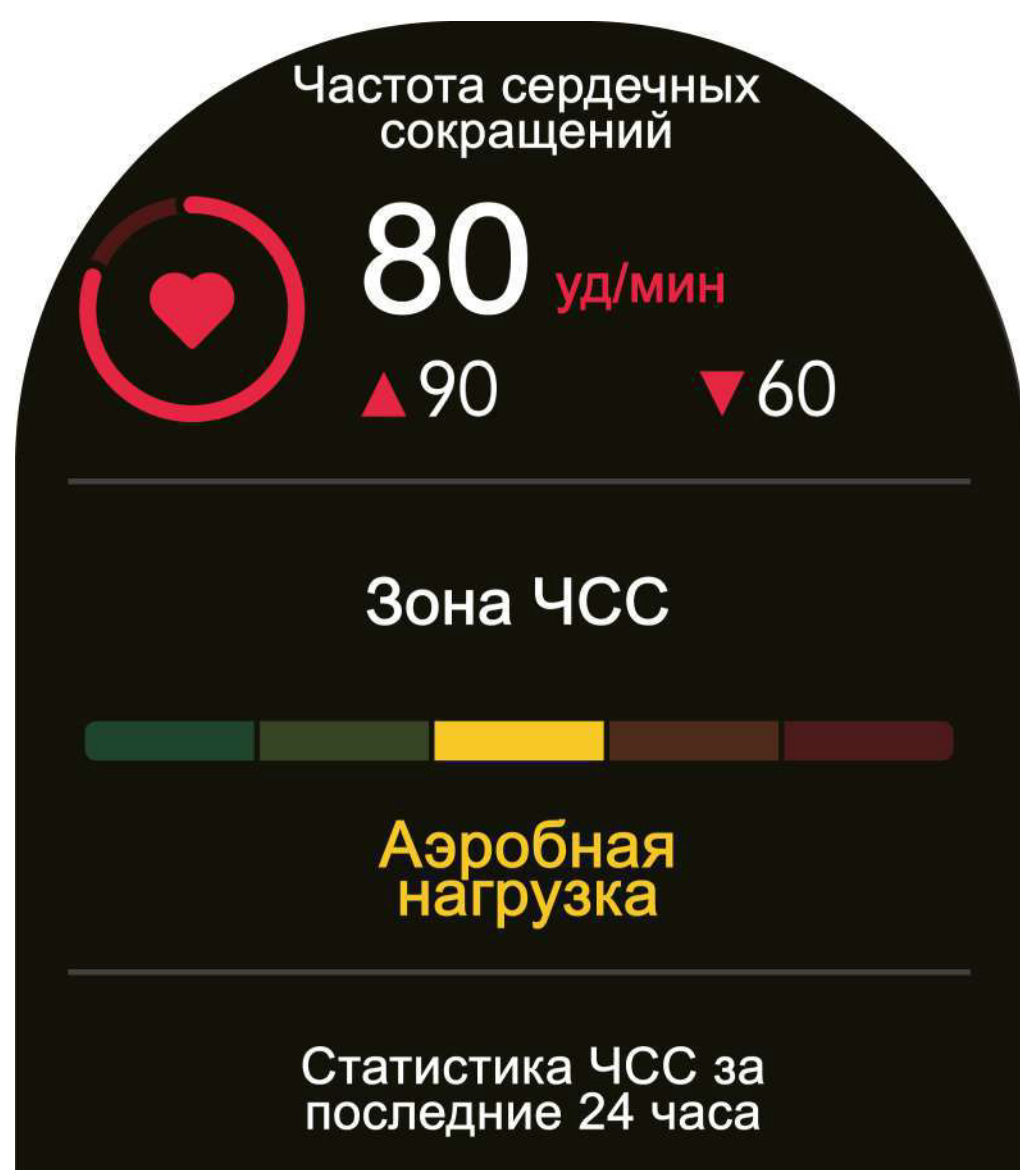 Частота сердечных
сокращений
80 уд/мин
▲90 ▼60
Зона ЧСС
Аэробная
нагрузка
Статистика ЧСС за
последние 24 часа